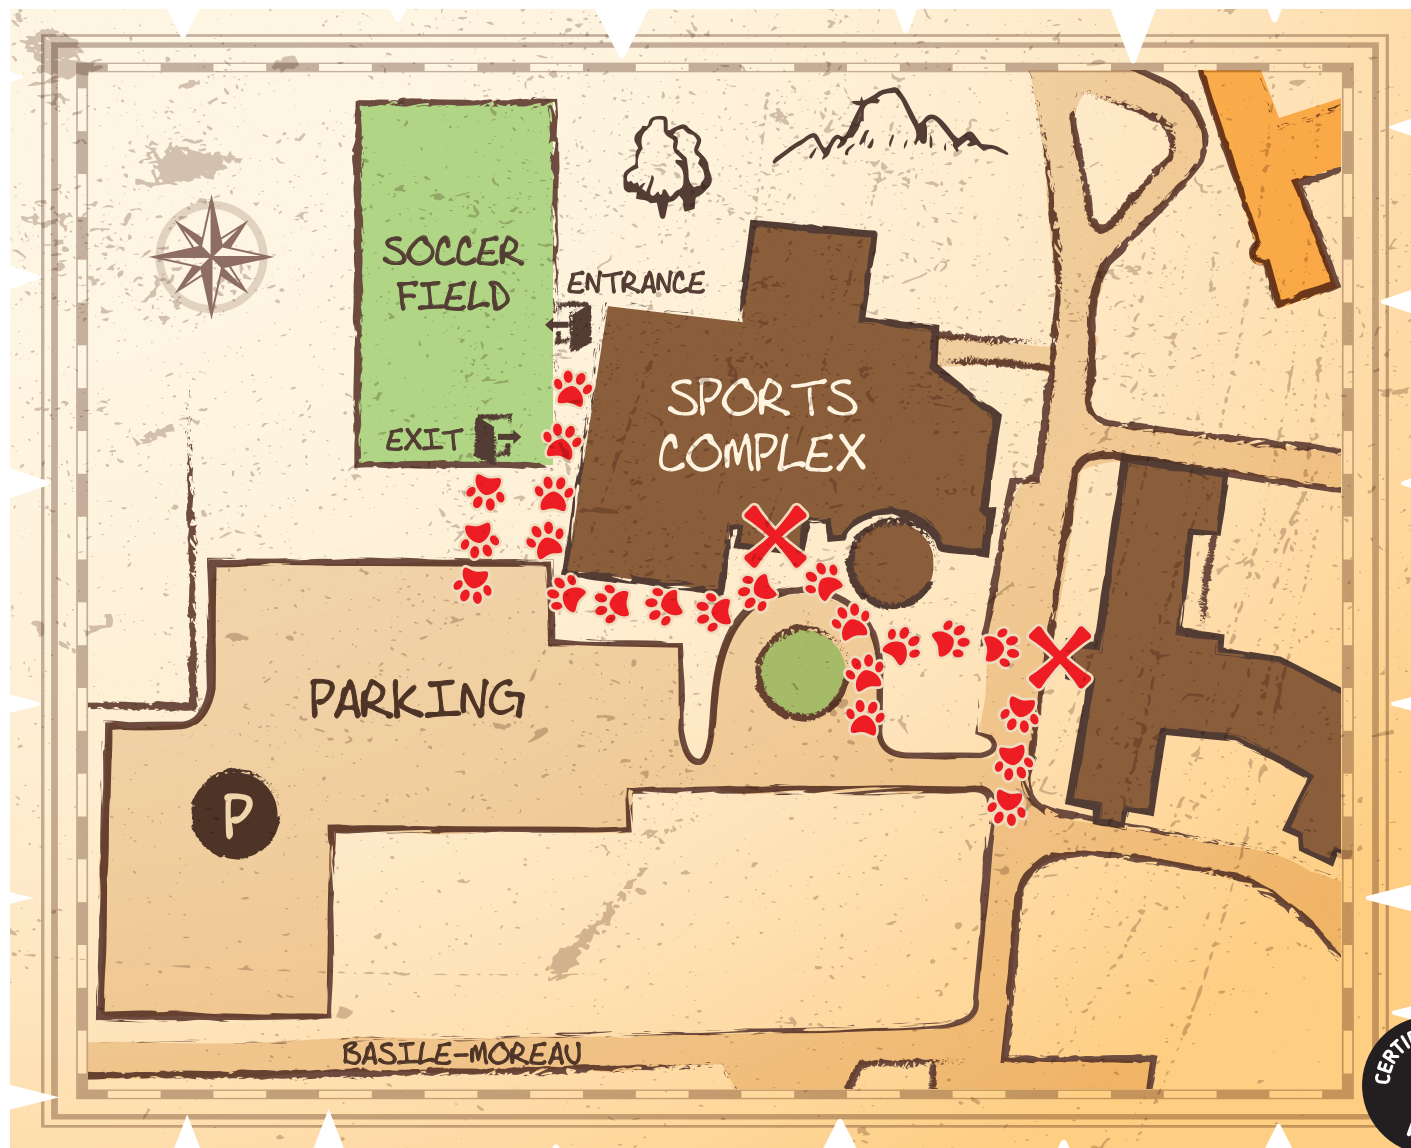 SOCCER
FIELD
ENTRANCE
EXIT
SPORTS
COMPLEX
PARKING
P
BASILE-MOREAU